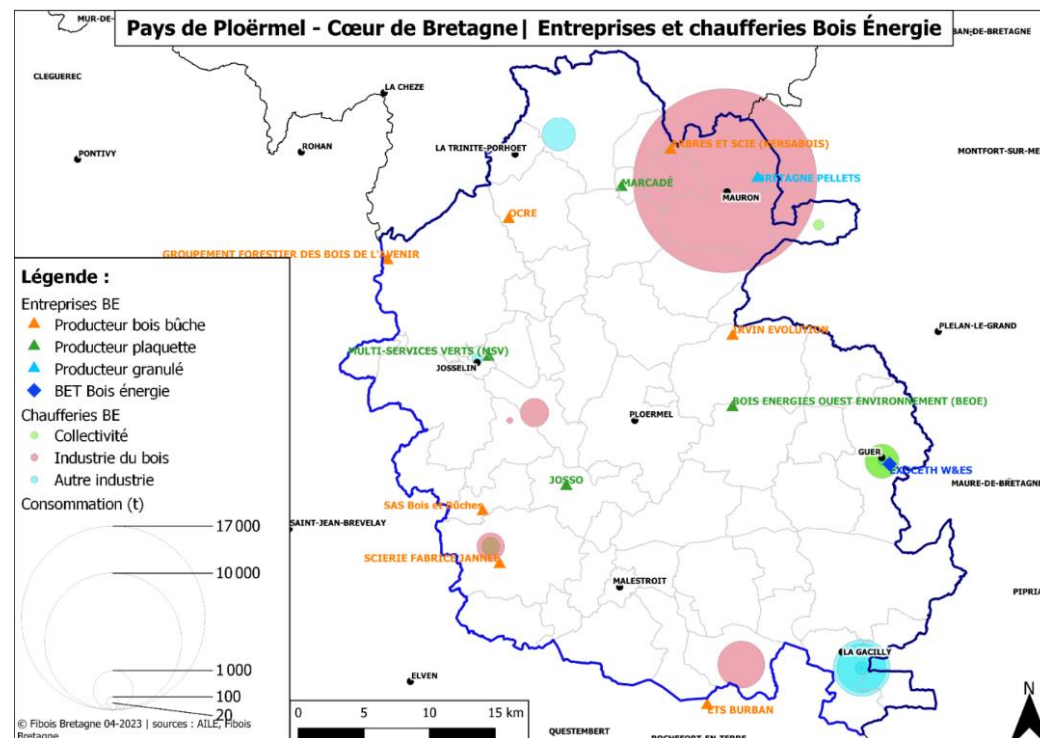 MUR-DE-
Pays de Ploërmel - Cœur de Bretagne| Entreprises et chaufferies Bois Énergie
BAN-DE-BRETAGNE
CLEGUEREC
LA CHEZE
ROHAN
PONTIVY
LA TRINITE-PORHOET
RBRES ET SCIE (KERSABOIS)
MONTFORT-SUR-ME
MARCADÉ
BRETAGNE PELLETS
MAURON
OCRE
GROUPEMENT FORESTIER DES BOIS DE L'AVENIR
Légende :
Entreprises BE
Producteur bois bûche
Producteur plaquette
Producteur granulé
BET Bois énergie
Chaufferies BE
Collectivité
Industrie du bois
Autre industrie
Consommation (t)
17 000
10 000
1 000
100
20
© Fibois Bretagne 04-2023 | sources : AILE, Fibois
Bretagne
PLELAN-LE-GRAND
RVIN EVOLUTION
MULTI-SERVICES VERTS (MSV)
JOSSELIN
BOIS ENERGIES OUEST ENVIRONNEMENT (BEOE)
PLOERMEL
GUER
EXOCETH W&ES
MAURE-DE-BRETAGNE
JOSSO
SAS Bois et Bûches
SAINT-JEAN-BREVELAY
SCIERIE FABRICE JANNEE
MALESTROIT
PIPRIA
LA GACILLY
ELVEN
ETS BURBAN
N
0 5 10 15 km
QUESTEMBERT
ROCHEFORT-EN-TERRE